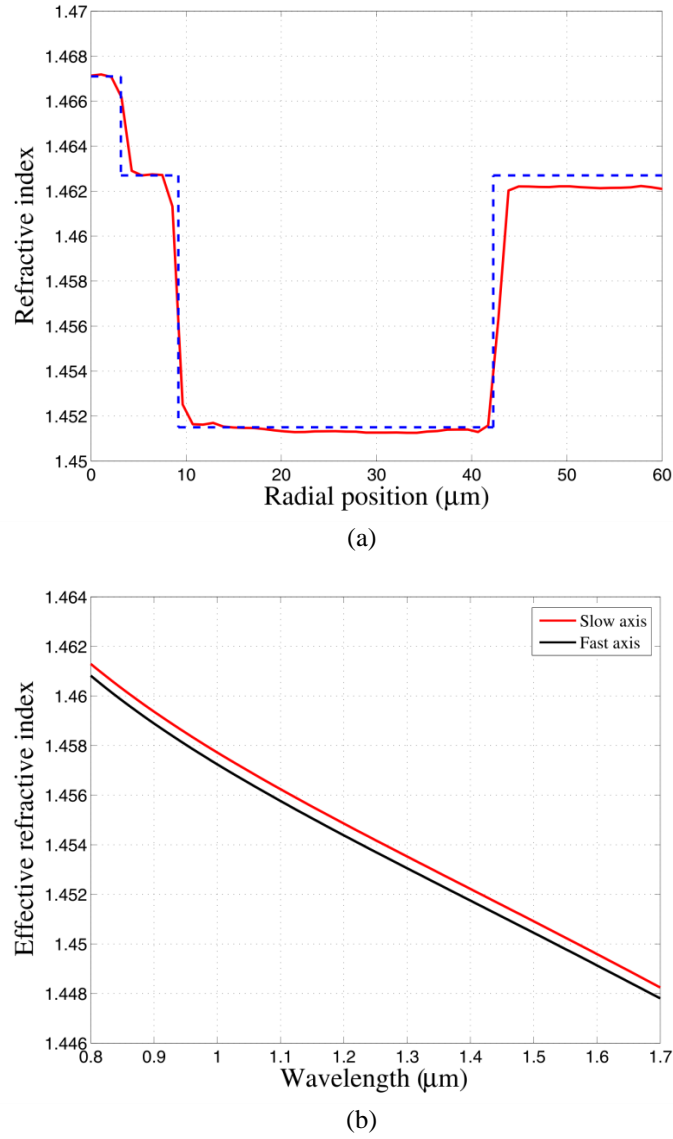 1.47
1.468
1.466
1.464
1.462
1.46
1.458
1.456
1.454
1.452
1.45
Refractive index
0 10 20 30 40 50 60
Radial position (μm)
(a)
1.464
1.462
1.46
1.458
1.456
1.454
1.452
1.45
1.448
1.446
Effective refractive index
Slow axis
Fast axis
0.8 0.9 1 1.1 1.2 1.3 1.4 1.5 1.6 1.7
Wavelength (μm)
(b)